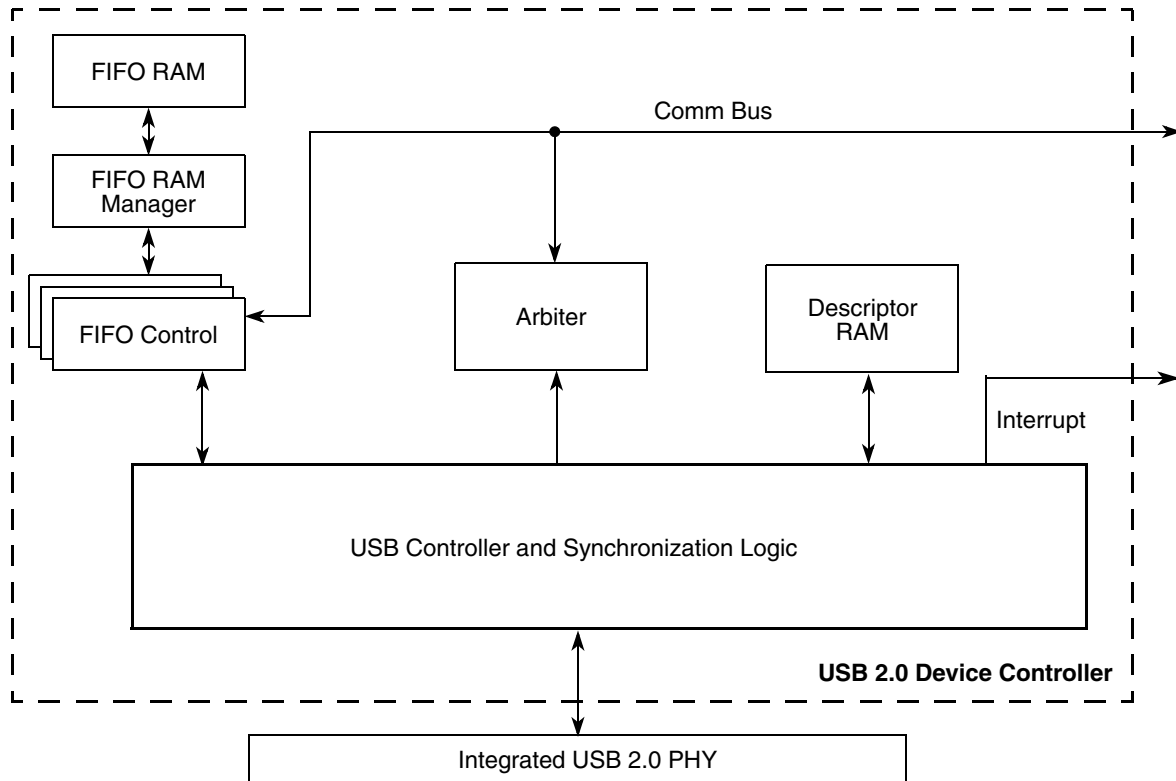 FIFO RAM
Comm Bus
FIFO RAM
Manager
FIFO Control
Arbiter
Descriptor
RAM
Interrupt
USB Controller and Synchronization Logic
USB 2.0 Device Controller
Integrated USB 2.0 PHY